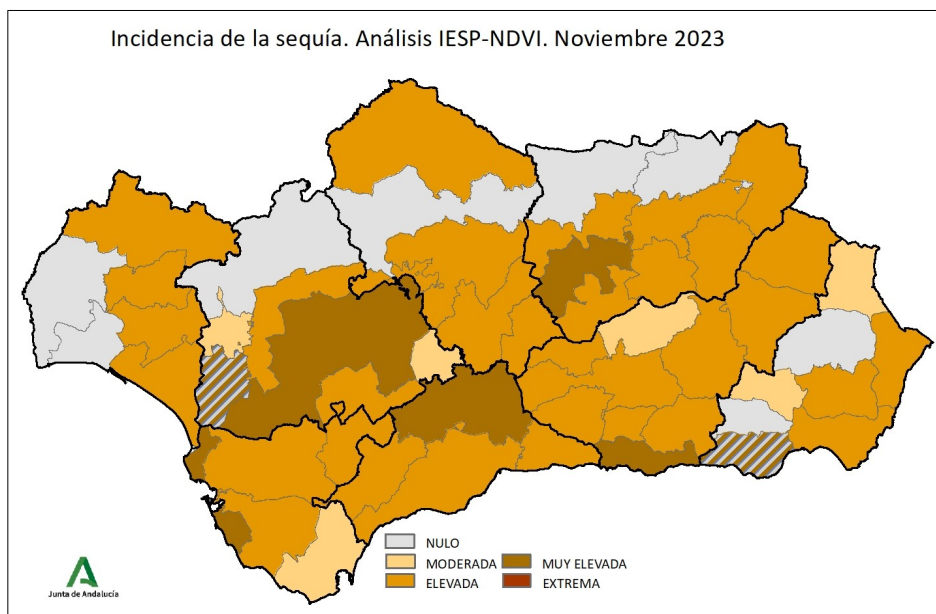 Incidencia de la sequía. Análisis IESP-NDVI. Noviembre 2023
NULO
MODERADA
MUY ELEVADA
ELEVADA
EXTREMA
Junta de Andalucía